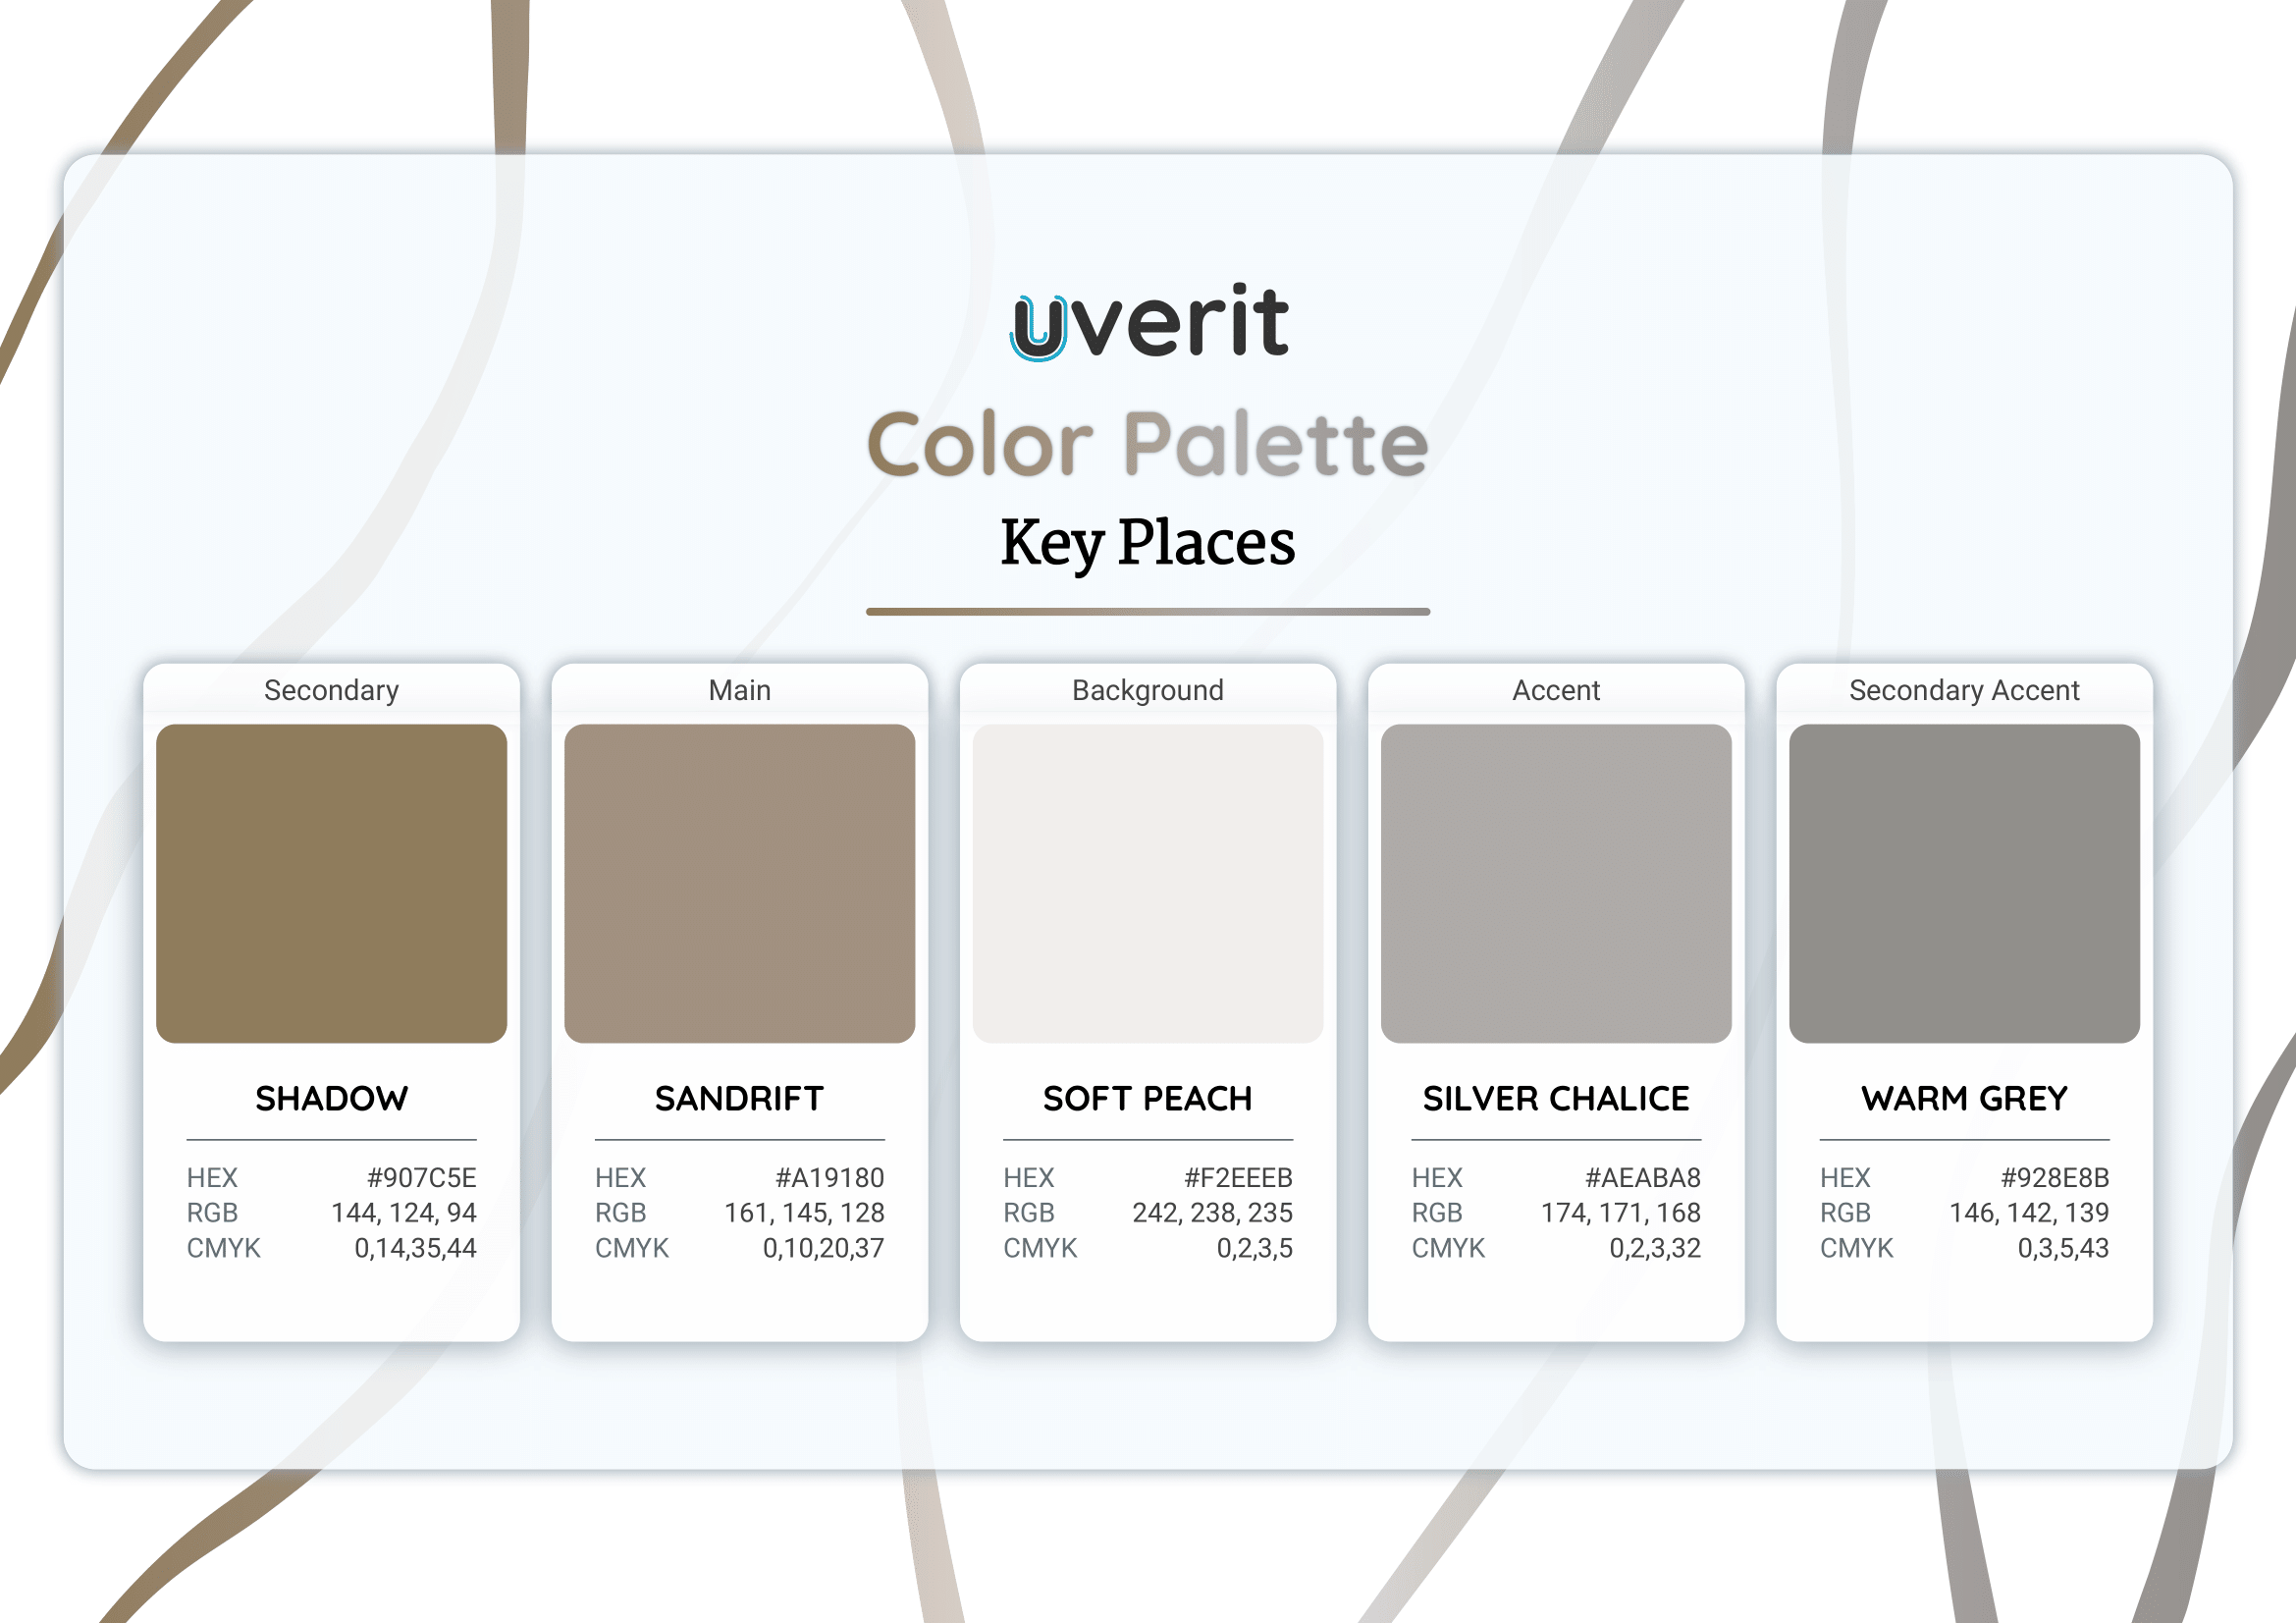 uverit
Color Palette
Key Places
Secondary
SHADOW
HEX #907C5E
RGB 144, 124, 94
CMYK 0,14,35,44
Main
SANDRIFT
HEX #A19180
RGB 161, 145, 128
CMYK 0,10,20,37
Background
SOFT PEACH
HEX #F2EEEB
RGB 242, 238, 235
CMYK 0,2,3,5
Accent
SILVER CHALICE
HEX #AEABA8
RGB 174, 171, 168
CMYK 0,2,3,32
Secondary Accent
WARM GREY
HEX #928E8B
RGB 146, 142, 139
CMYK 0,3,5,43